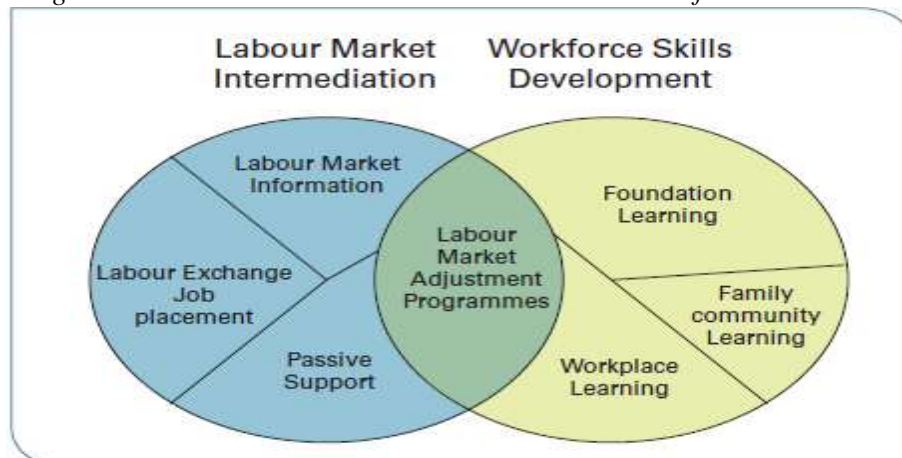 Labour Market
Intermediation
Workforce Skills
Development
Labour Market
Information
Labour Exchange
Job
placement
Passive
Support
Labour
Market
Adjustment
Programmes
Foundation
Learning
Family
community
Learning
Workplace
Learning